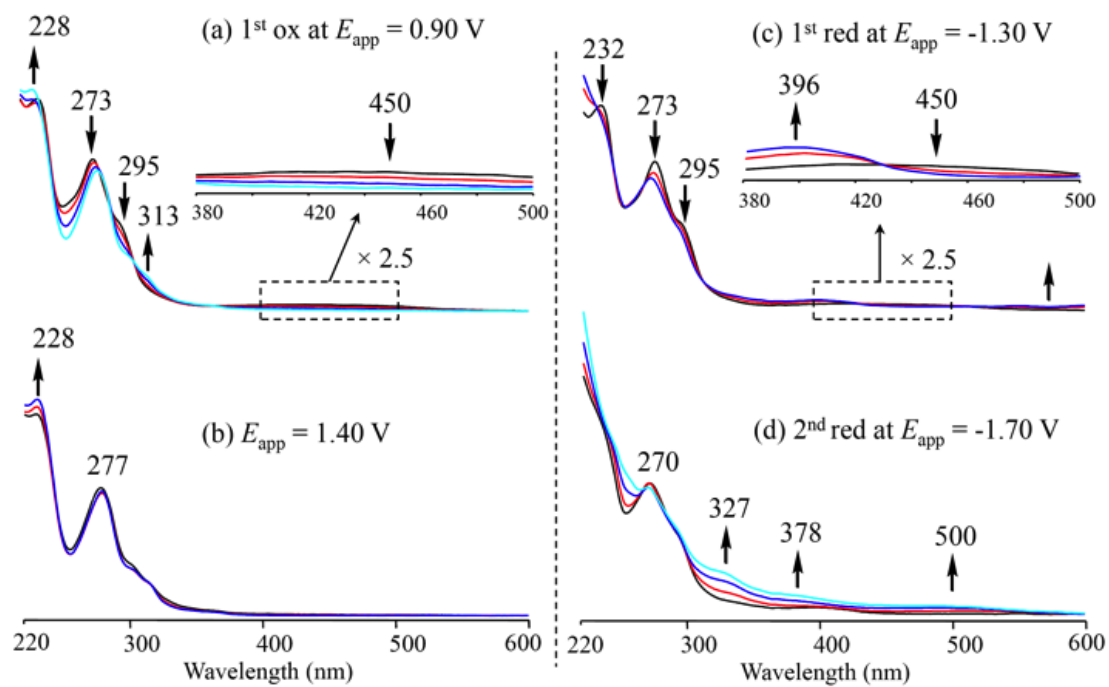 (a) 1st ox at Eapp = 0.90 V
228
273
295
313
450
380 420 460 500
× 2.5
(b) Eapp = 1.40 V
228
277
220 300 400 500 600
Wavelength (nm)
(c) 1st red at Eapp = -1.30 V
232
273
295
396
450
380 420 460 500
× 2.5
(d) 2nd red at Eapp = -1.70 V
270
327
378
500
220 300 400 500 600
Wavelength (nm)